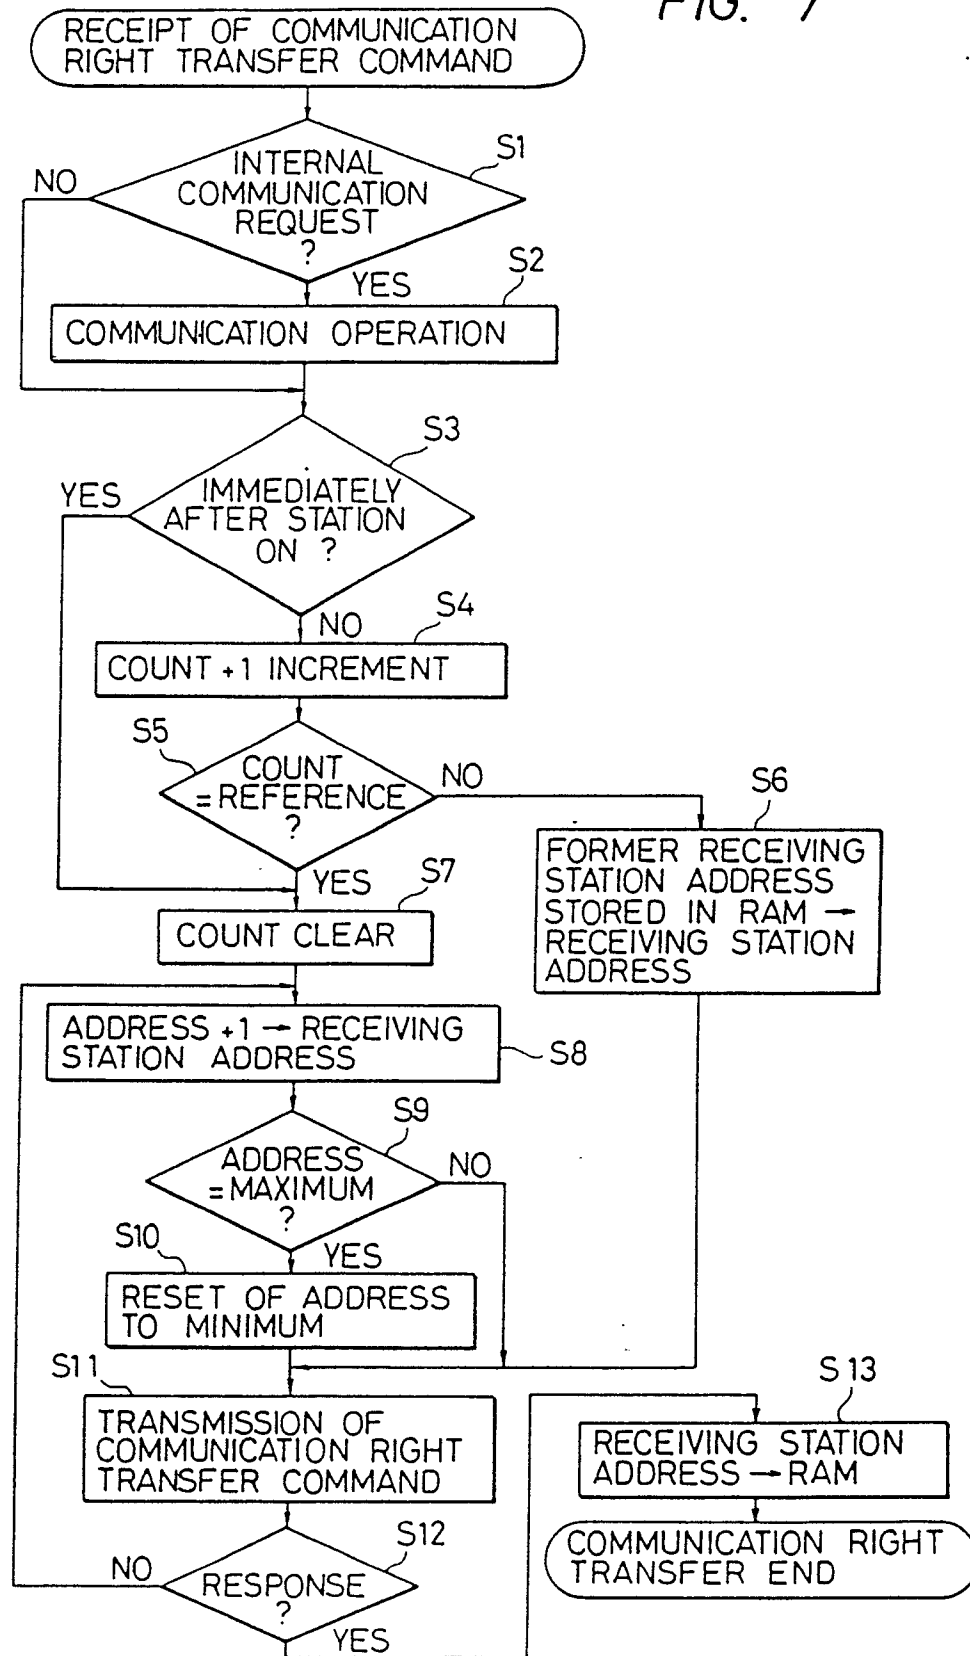 FIG. 7
RECEIPT OF COMMUNICATION
RIGHT TRANSFER COMMAND
S1
INTERNAL
COMMUNICATION
REQUEST
?
NO
YES
S2
COMMUNICATION OPERATION
S3
IMMEDIATELY
AFTER STATION
ON ?
YES
NO
S4
COUNT +1 INCREMENT
S5
COUNT
=REFERENCE
?
NO
YES
S6
FORMER RECEIVING
STATION ADDRESS
STORED IN RAM →
RECEIVING STATION
ADDRESS
S7
COUNT CLEAR
ADDRESS +1 → RECEIVING
STATION ADDRESS
S8
S9
ADDRESS
=MAXIMUM
?
NO
YES
S10
RESET OF ADDRESS
TO MINIMUM
S11
TRANSMISSION OF
COMMUNICATION RIGHT
TRANSFER COMMAND
S12
RESPONSE
?
NO
YES
S13
RECEIVING STATION
ADDRESS → RAM
COMMUNICATION RIGHT
TRANSFER END